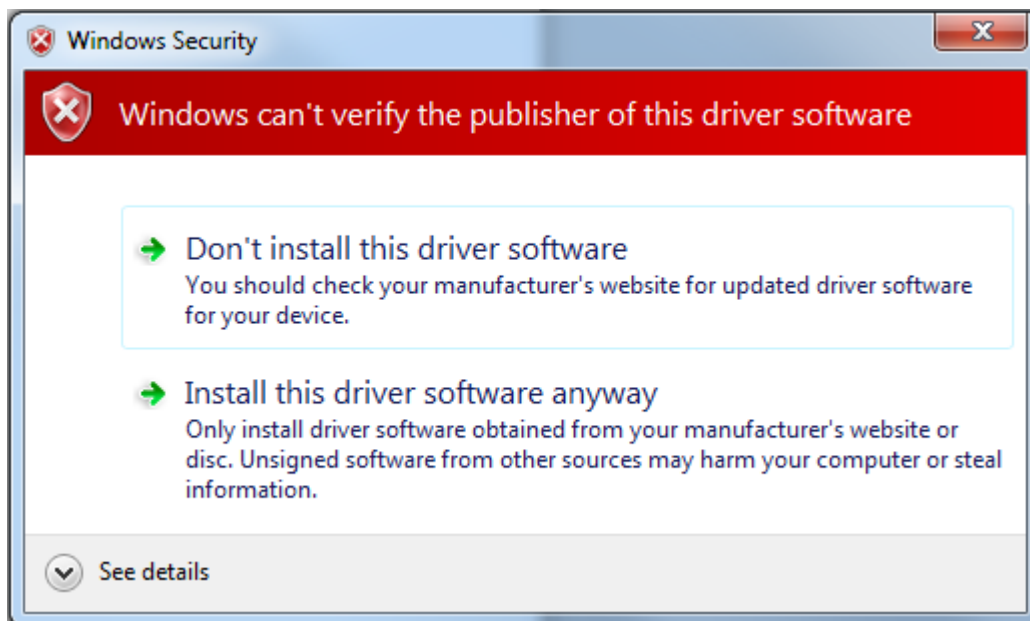 Windows Security
Windows can't verify the publisher of this driver software
Don't install this driver software
You should check your manufacturer's website for updated driver software
for your device.
Install this driver software anyway
Only install driver software obtained from your manufacturer's website or
disc. Unsigned software from other sources may harm your computer or steal
information.
See details